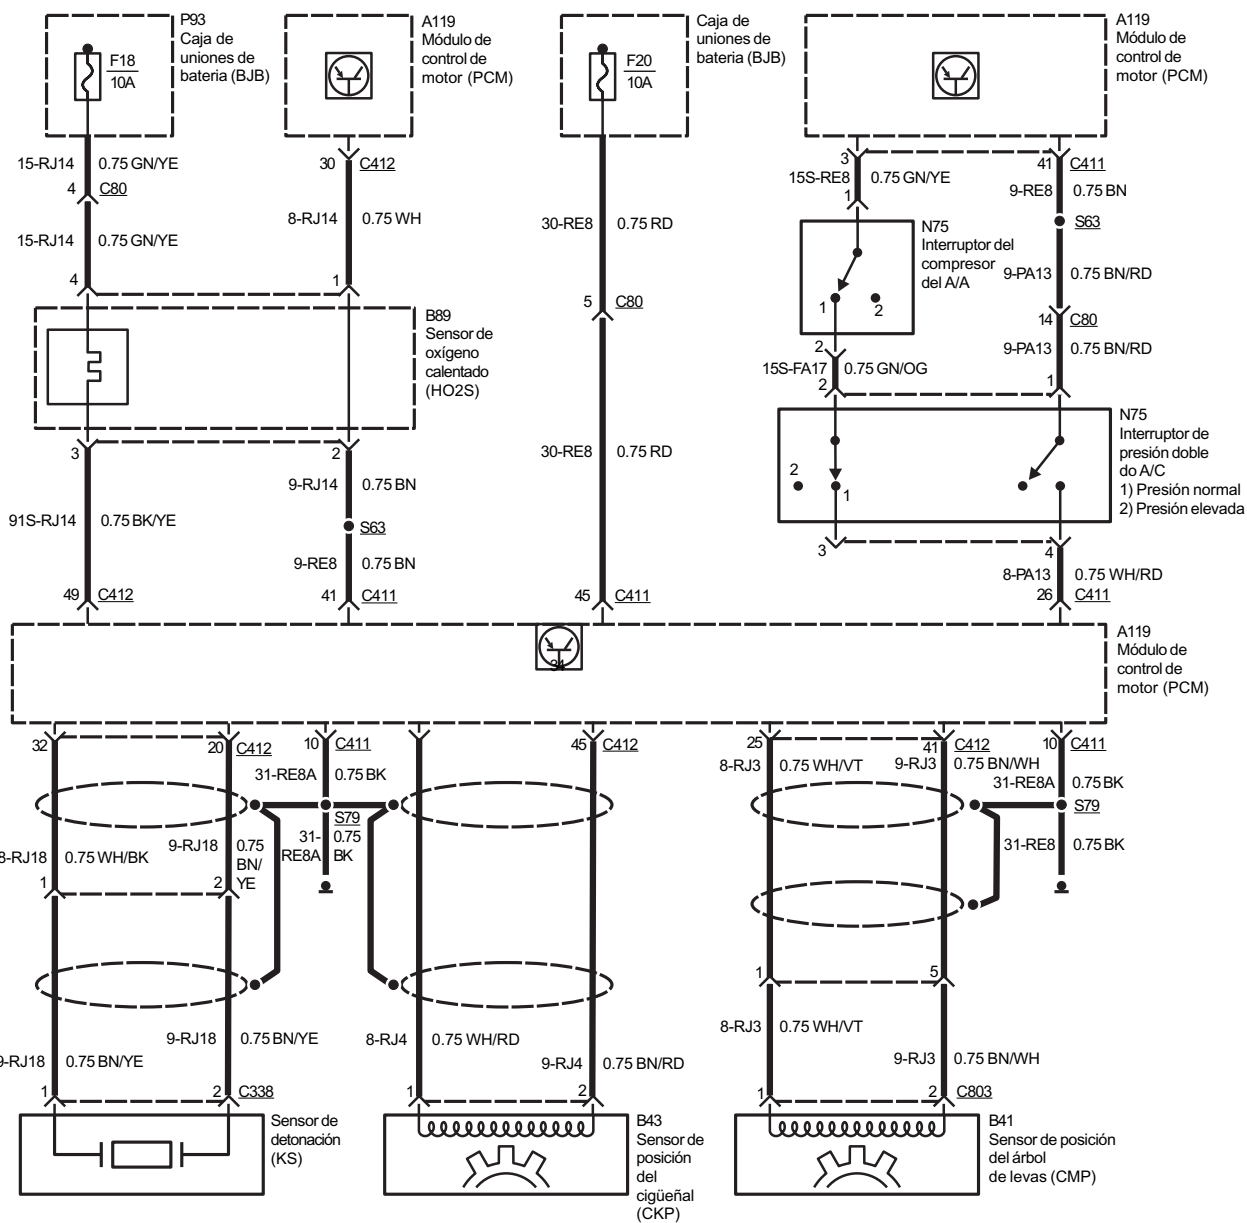 P93
Caja de
uniones de
bateria (BJB)
F18
10A
A119
Módulo de
control de
motor (PCM)
F20
10A
Caja de
uniones de
bateria (BJB)
A119
Módulo de
control de
motor (PCM)
15-RJ14 0.75 GN/YE
4 C80
15-RJ14 0.75 GN/YE
4
30 C412
8-RJ14 0.75 WH
1
30-RE8 0.75 RD
5 C80
30-RE8 0.75 RD
45 C411
3 41 C411
15S-RE8 0.75 GN/YE
1
9-RE8 0.75 BN
S63
N75
Interruptor del
compresor
del A/A
1 2
9-PA13 0.75 BN/RD
14 C80
9-PA13 0.75 BN/RD
1
2
15S-FA17 0.75 GN/OG
2
B89
Sensor de
oxígeno
calentado
(HO2S)
N75
Interruptor de
presión doble
do A/C
1) Presión normal
2) Presión elevada
2
1
3 2
9-RJ14 0.75 BN
91S-RJ14 0.75 BK/YE
S63
9-RE8 0.75 BN
49 C412
41 C411
3 4
8-PA13 0.75 WH/RD
26 C411
A119
Módulo de
control de
motor (PCM)
34
32 20 C412
10 C411
45 C412
25 41 C412
10 C411
31-RE8A 0.75 BK
8-RJ3 0.75 WH/VT
9-RJ3 0.75 BN/WH
31-RE8A 0.75 BK
S79
S79
8-RJ18 0.75 WH/BK
9-RJ18 0.75
BN/
YE
31-
RE8A
0.75
BK
31-RE8 0.75 BK
1 2
1 5
8-RJ3 0.75 WH/VT
9-RJ18 0.75 BN/YE
8-RJ4 0.75 WH/RD
9-RJ18 0.75 BN/YE
9-RJ4 0.75 BN/RD
9-RJ3 0.75 BN/WH
1 2 C338
1 2
1 2 C803
Sensor de
detonación
(KS)
B43
Sensor de
posición
del
cigüeñal
(CKP)
B41
Sensor de posición
del árbol
de levas (CMP)